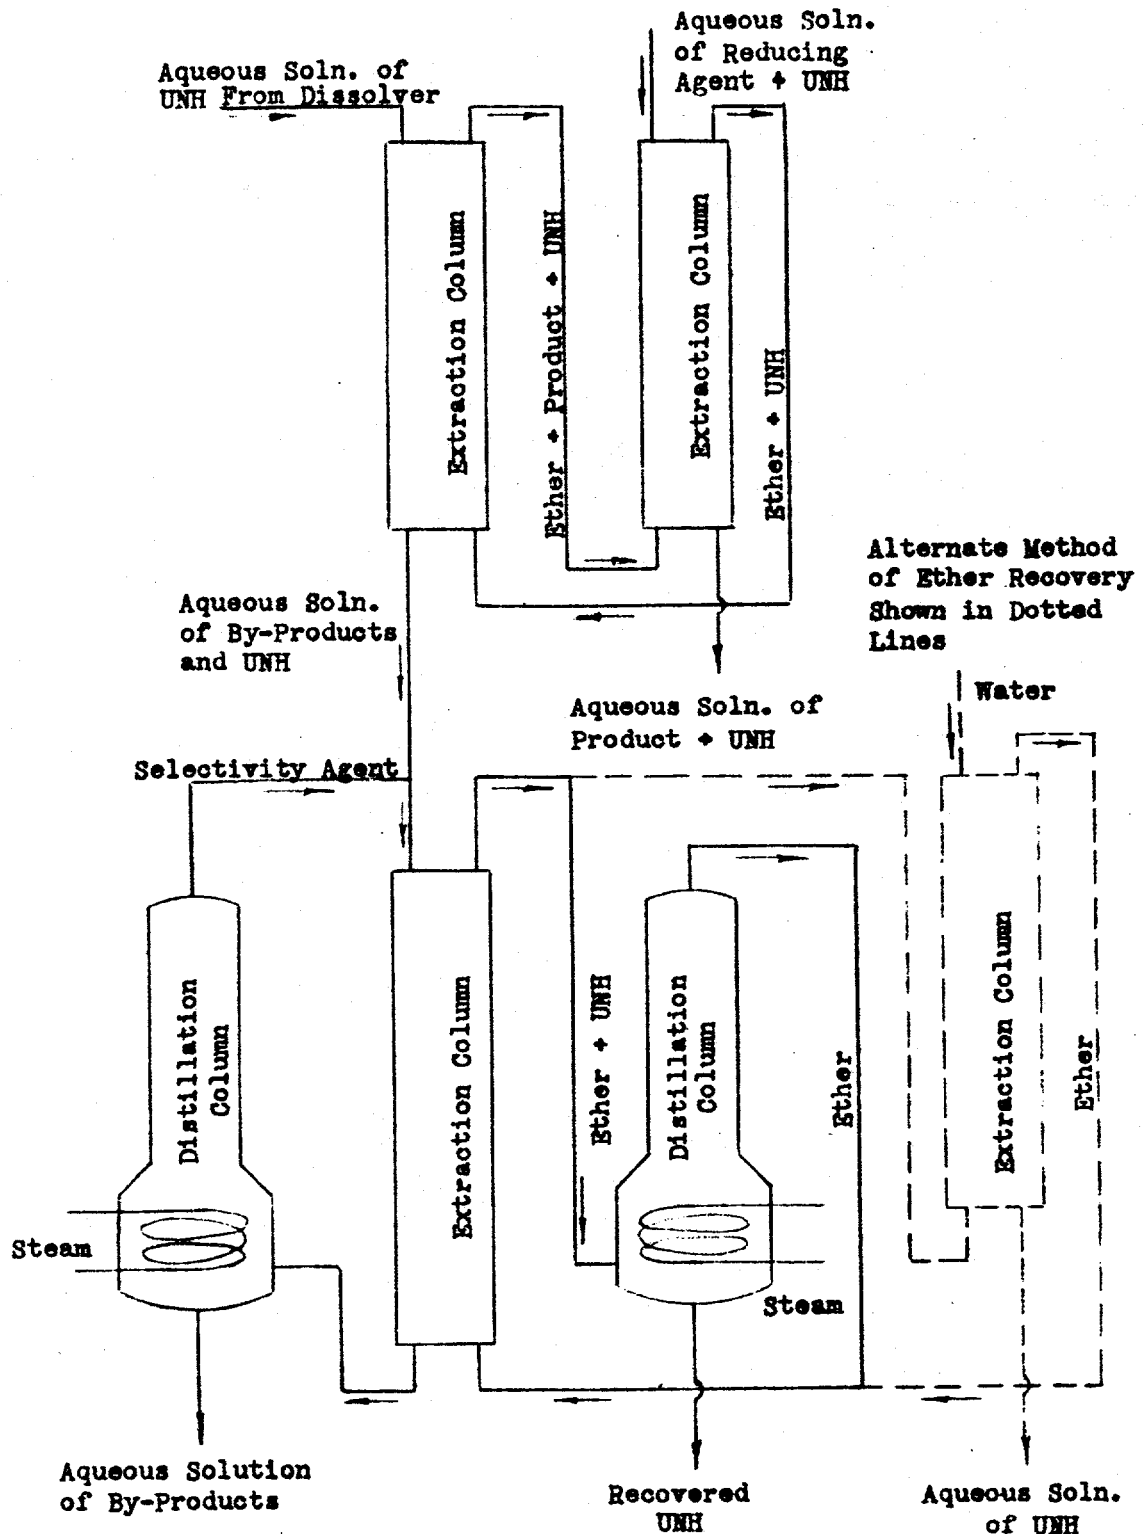 Aqueous Soln.
of Reducing
Agent + UNH
Aqueous Soln. of
UNH From Dissolver
Extraction Column
Ether + Product + UNH
Extraction Column
Ether + UNH
Alternate Method
of Ether Recovery
Shown in Dotted
Lines
Aqueous Soln.
of By-Products
and UNH
Water
Aqueous Soln. of
Product + UNH
Selectivity Agent
Distillation
Column
Extraction Column
Ether + UNH
Distillation
Column
Ether
Extraction Column
Ether
Steam
Steam
Aqueous Solution
of By-Products
Recovered
UNH
Aqueous Soln.
of UNH